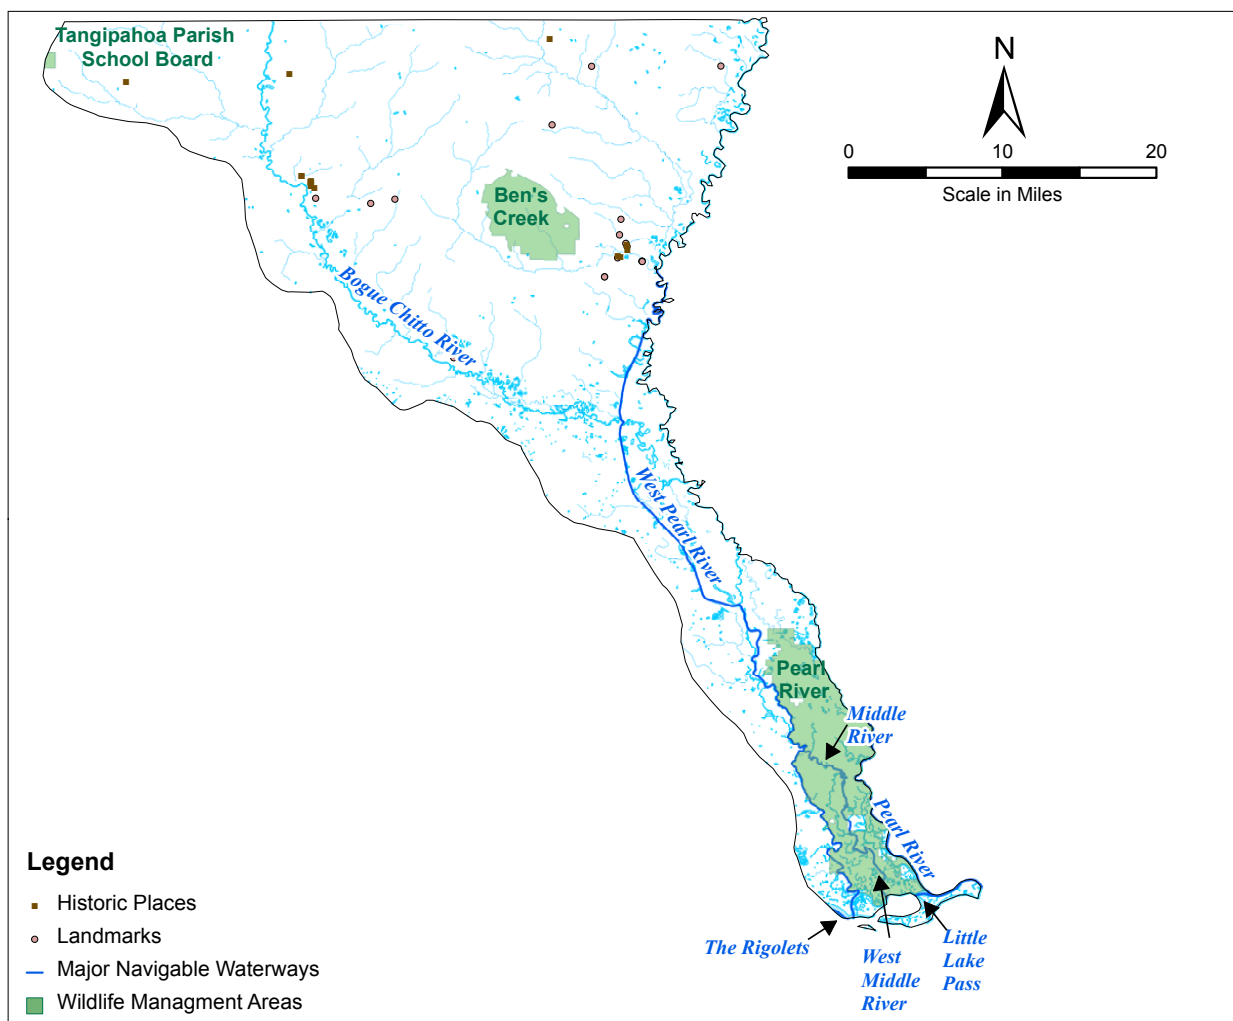 Tangipahoa Parish
School Board
N
0 10 20
Scale in Miles
Ben's
Creek
Bogue Chitto River
West Pearl River
Pearl
River
Middle
River
Pearl River
The Rigolets
West
Middle
River
Little
Lake
Pass
Legend
Historic Places
Landmarks
Major Navigable Waterways
Wildlife Managment Areas